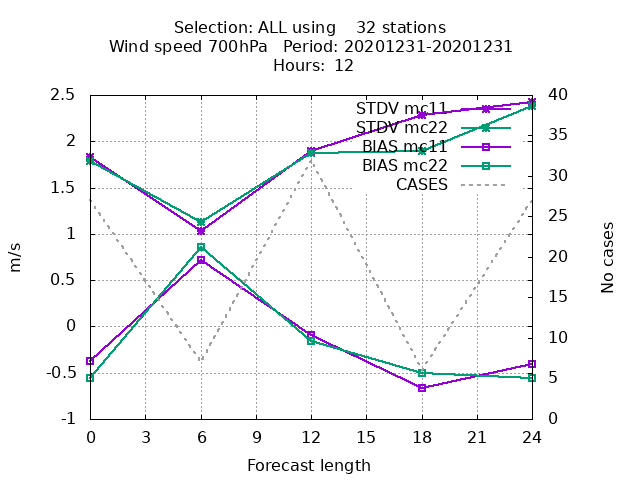 Selection: ALL using    32 stations
Wind speed 700hPa   Period: 20201231-20201231
Hours: 12
STDV mc11
STDV mc22
BIAS mc11
BIAS mc22
CASES
2.5
2
1.5
1
0.5
0
-0.5
-1
m/s
40
35
30
25
20
15
10
5
0
No cases
0 3 6 9 12 15 18 21 24
Forecast length